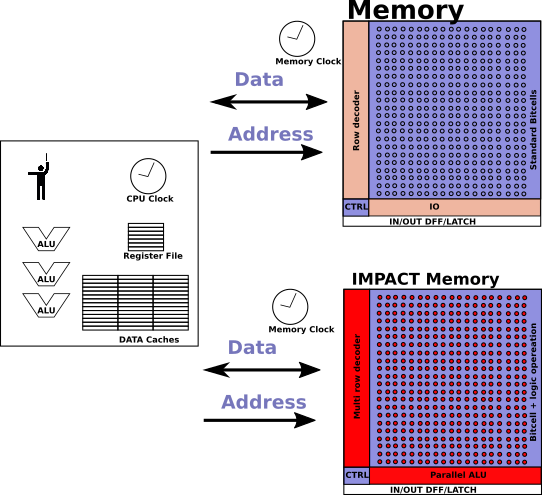 Memory
Memory Clock
Data
Address
Row decoder
Standard Bitcells
CTRL
IO
IN/OUT DFF/LATCH
CPU Clock
ALU
Register File
ALU
ALU
DATA Caches
IMPACT Memory
Memory Clock
Data
Address
Multi row decoder
Bitcell + logic opereation
CTRL
Parallel ALU
IN/OUT DFF/LATCH